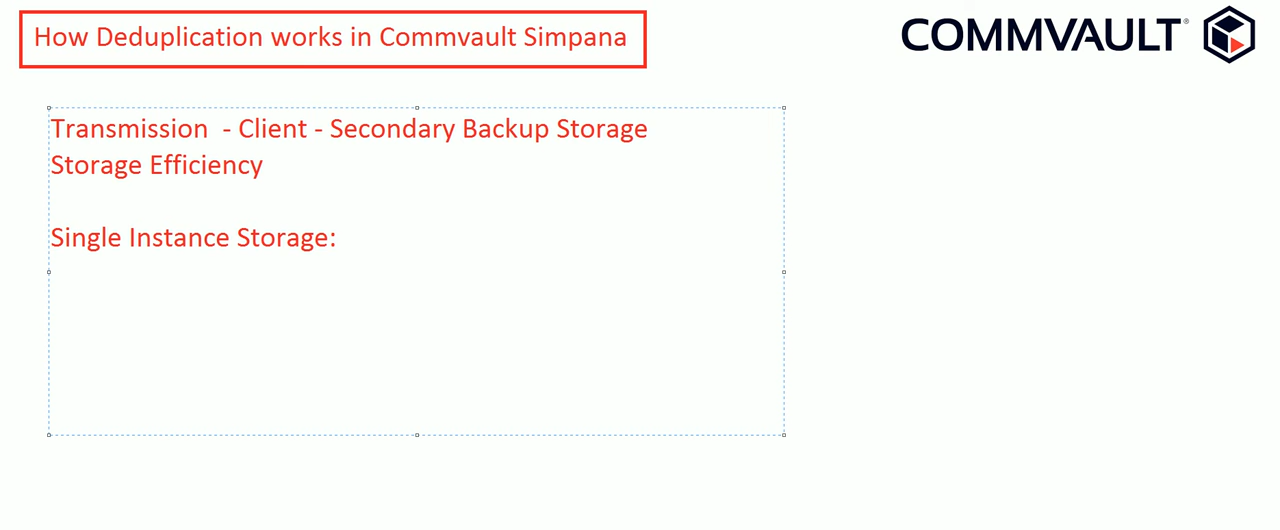 How Deduplication works in Commvault Simpana
COMMVAULT®
Transmission - Client - Secondary Backup Storage
Storage Efficiency
Single Instance Storage: